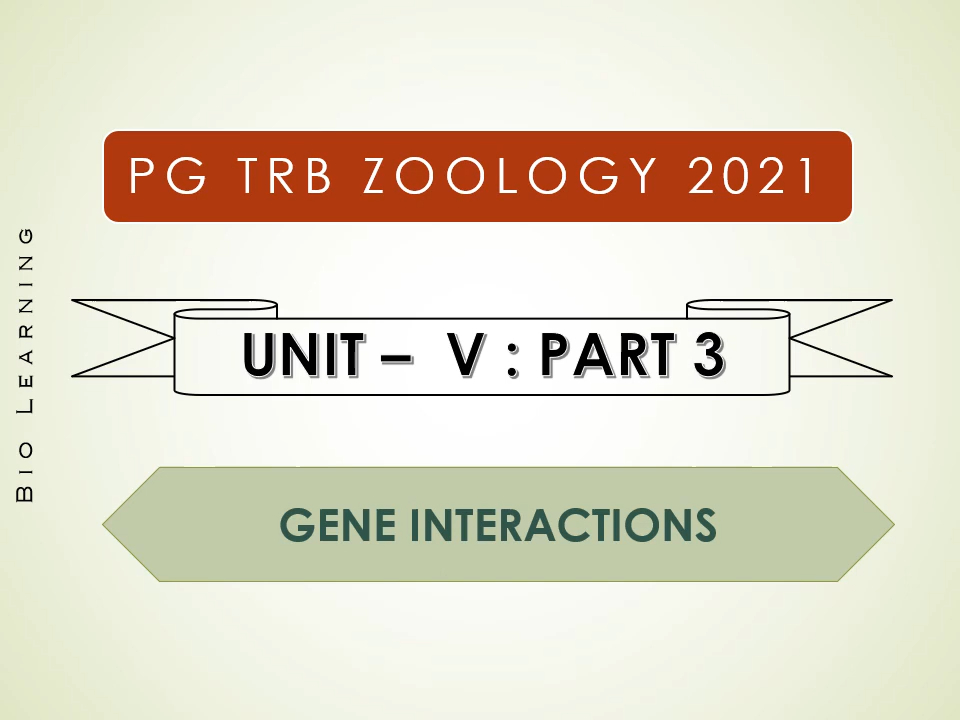 PG TRB ZOOLOGY 2021
BIO LEARNING
UNIT – V : PART 3
GENE INTERACTIONS